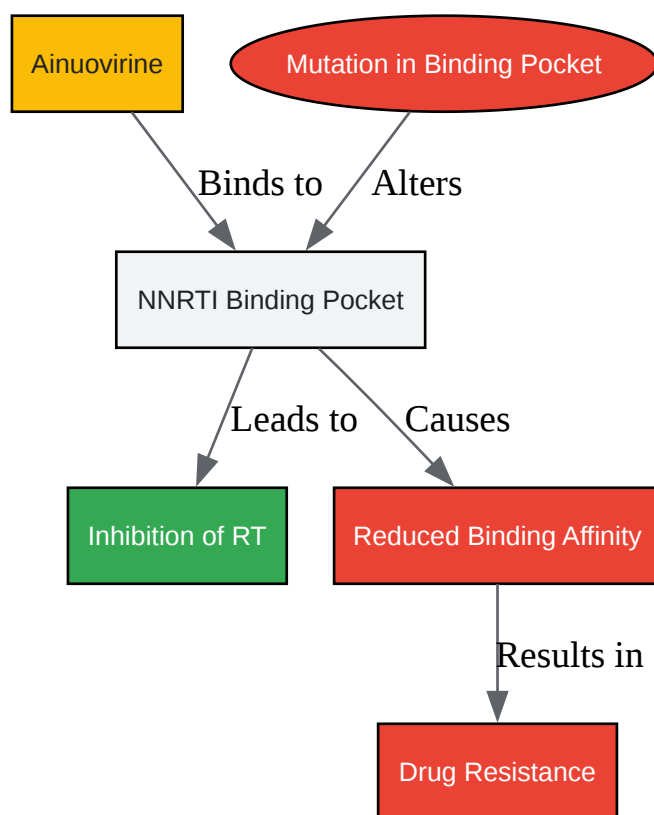 Ainuovirine
Mutation in Binding Pocket
Binds to
Alters
NNRTI Binding Pocket
Leads to
Causes
Inhibition of RT
Reduced Binding Affinity
Results in
Drug Resistance